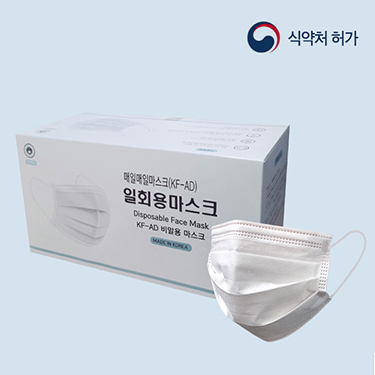 식약처 허가
매일매일마스크(KF-AD)
일회용마스크
Disposable Face Mask
KF-AD 비말용 마스크
MADE IN KOREA